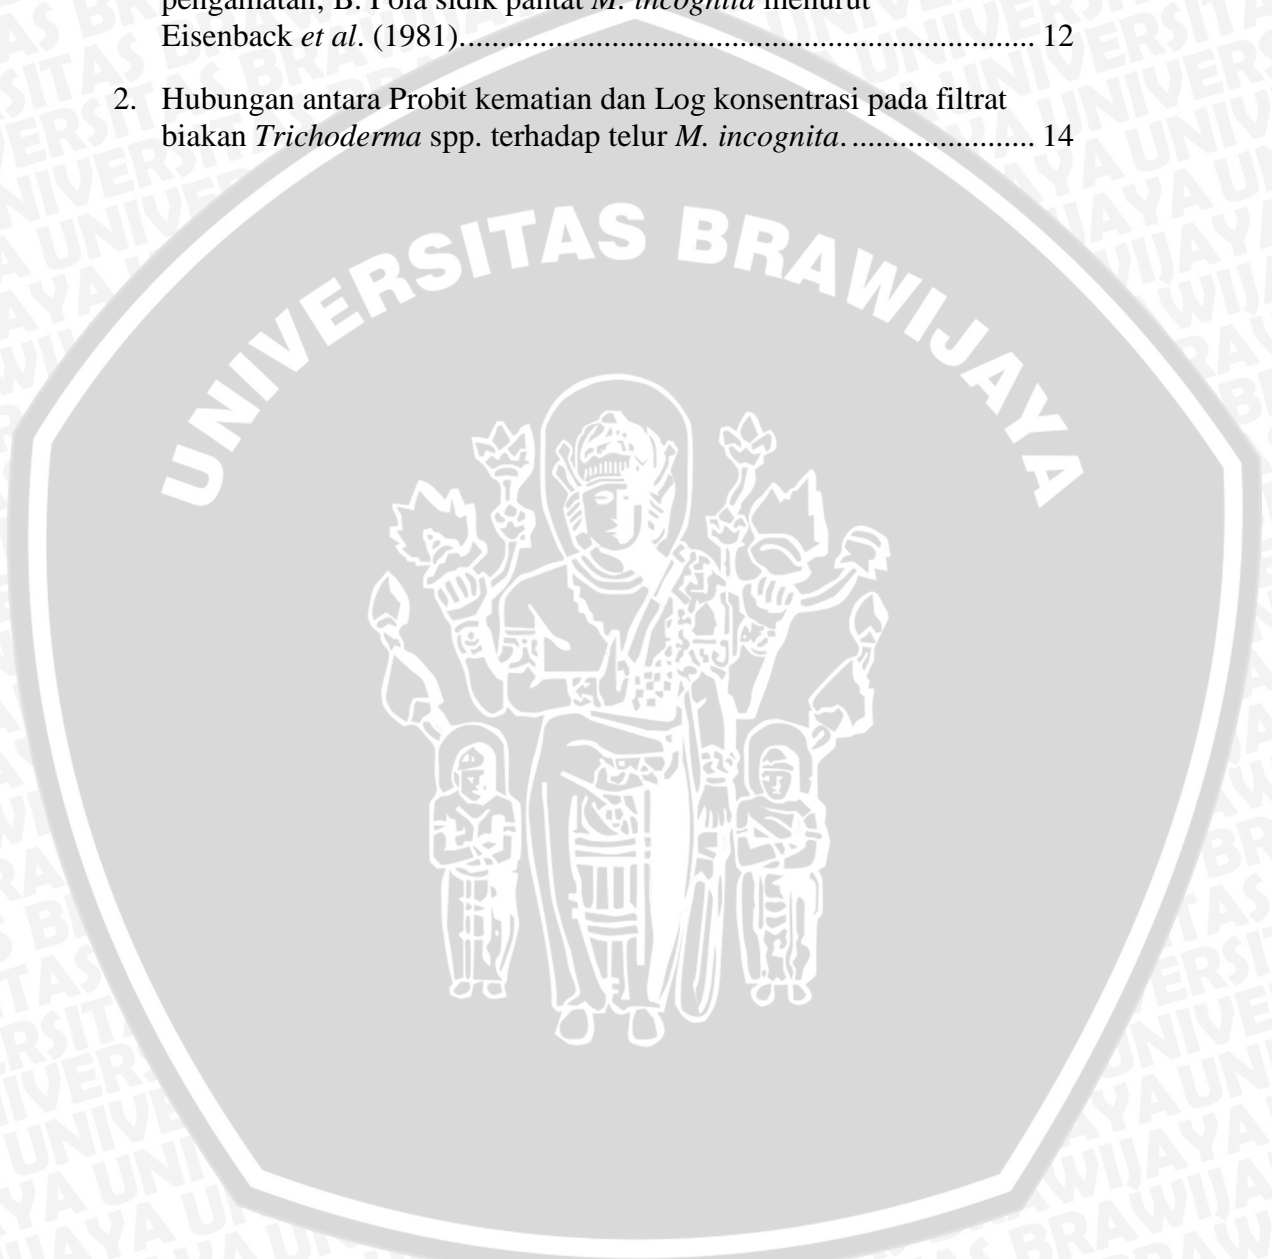 pengamatan; B. Pola sidik pantat M. incognita menurut
Eisenback et al. (1981)....................................................................... 12
2. Hubungan antara Probit kematian dan Log konsentrasi pada filtrat
biakan Trichoderma spp. terhadap telur M. incognita. ....................... 14
UNIVERSITAS BRAWIJAYA